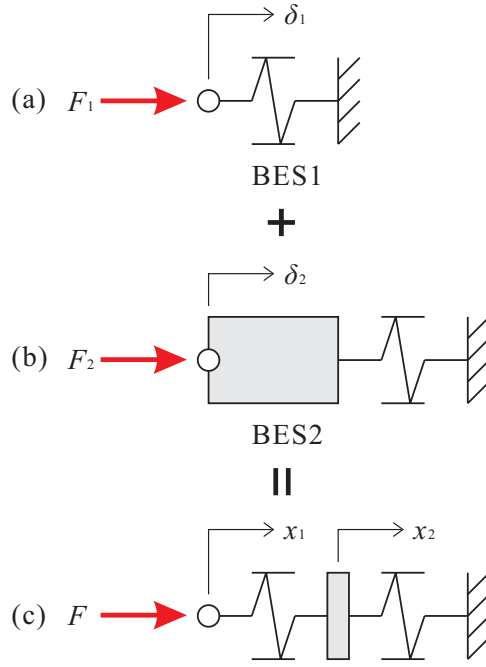 δ₁
(a) F₁
BES1
+
δ₂
(b) F₂
BES2
=
x₁ x₂
(c) F